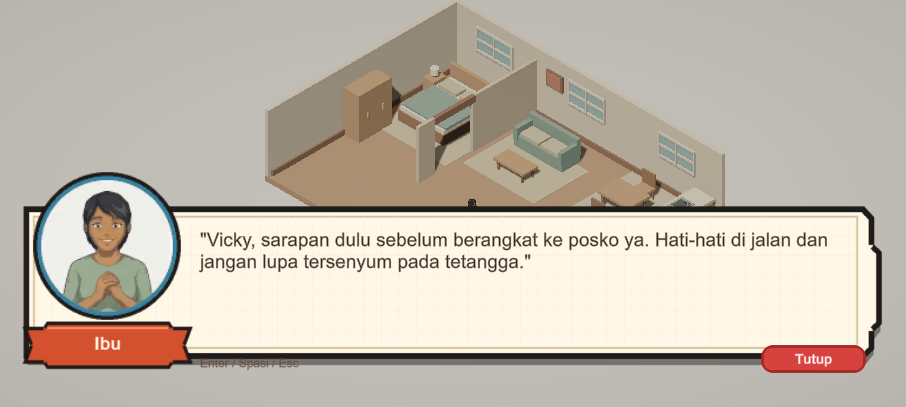 "Vicky, sarapan dulu sebelum berangkat ke posko ya. Hati-hati di jalan dan
jangan lupa tersenyum pada tetangga."
Ibu
Enter / Spasi / Esc
Tutup